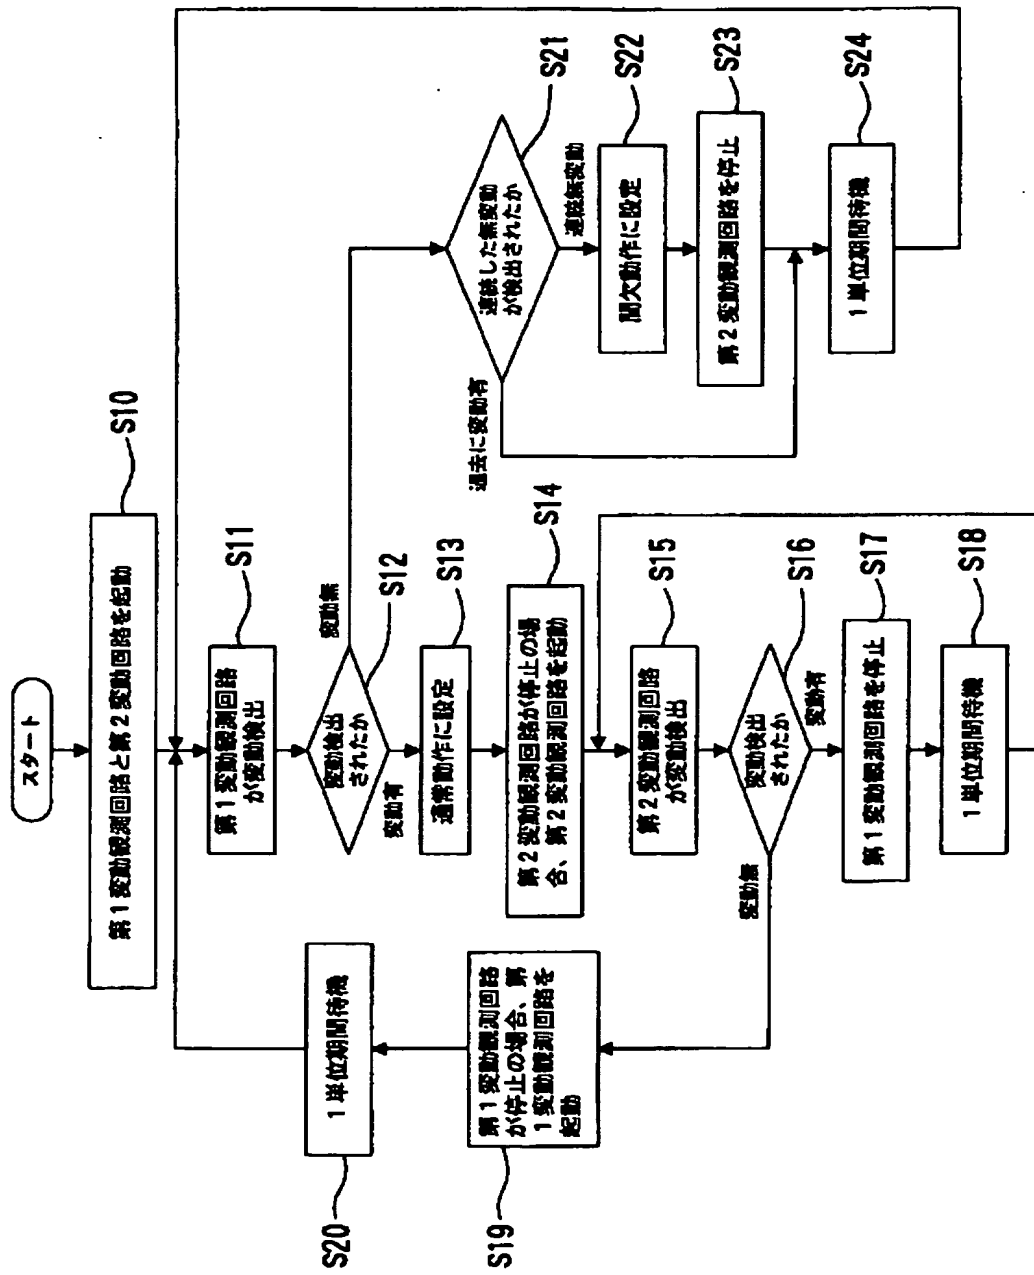 スタート
第1変動観測回路と第2変動回路を起動
S10
第1変動観測回路
が変動検出
S11
変動検出
されたか
S12
変動無
変動有
通常動作に設定
S13
第2変動観測回路が停止の場
合、第2変動観測回路を起動
S14
第2変動観測回路
が変動検出
S15
変動検出
されたか
S16
変動有
変動無
第1変動観測回路を停止
S17
1単位期間待機
S18
第1変動観測回路
が停止の場合、第
1変動観測回路を
起動
S19
1単位期間待機
S20
連続した無変動
が検出されたか
S21
過去に変動有
連続無変動
間欠動作に設定
S22
第2変動観測回路を停止
S23
1単位期間待機
S24